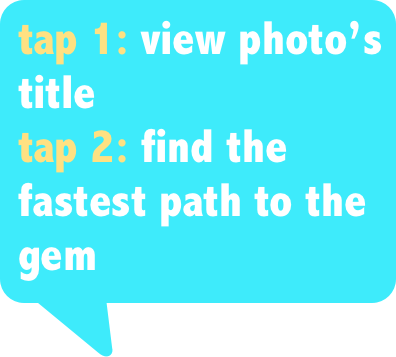 tap 1: view photo’s
title
tap 2: find the
fastest path to the
gem